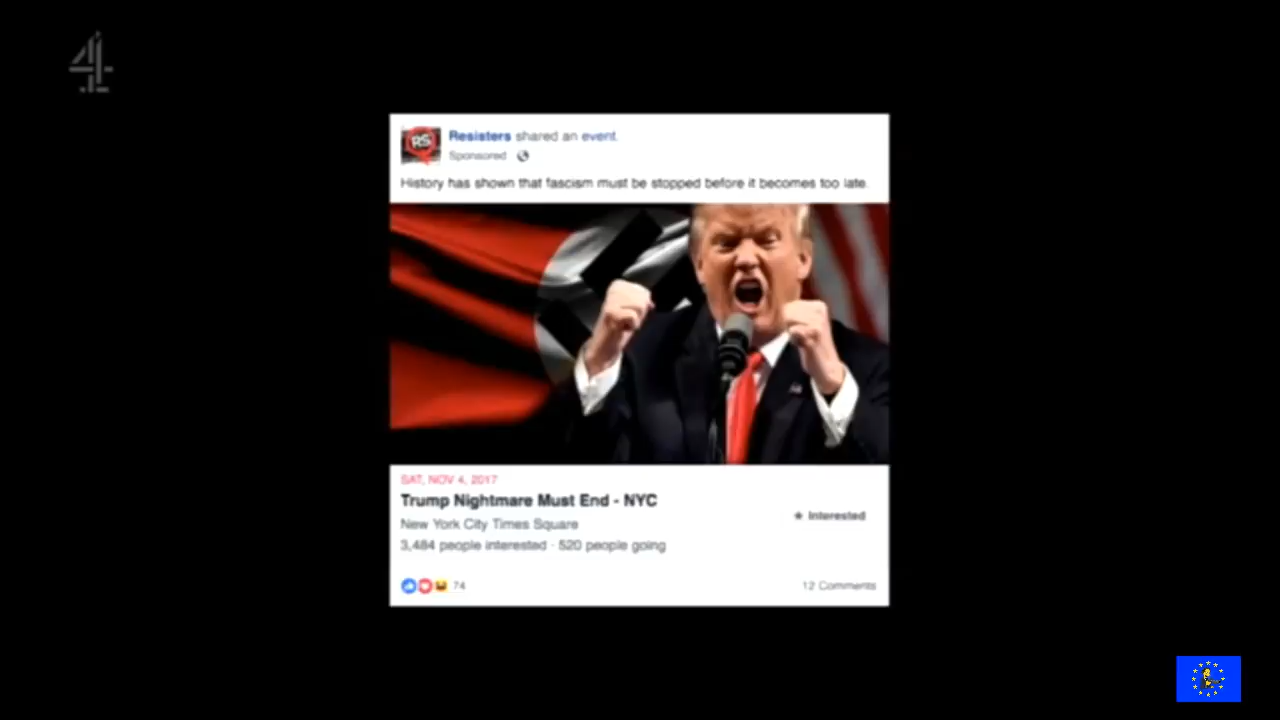 4
RS
Resisters shared an event.
Sponsored
History has shown that fascism must be stopped before it becomes too late.
SAT, NOV 4, 2017
Trump Nightmare Must End - NYC
★ Interested
New York City Times Square
3,484 people interested · 520 people going
74
12 Comments